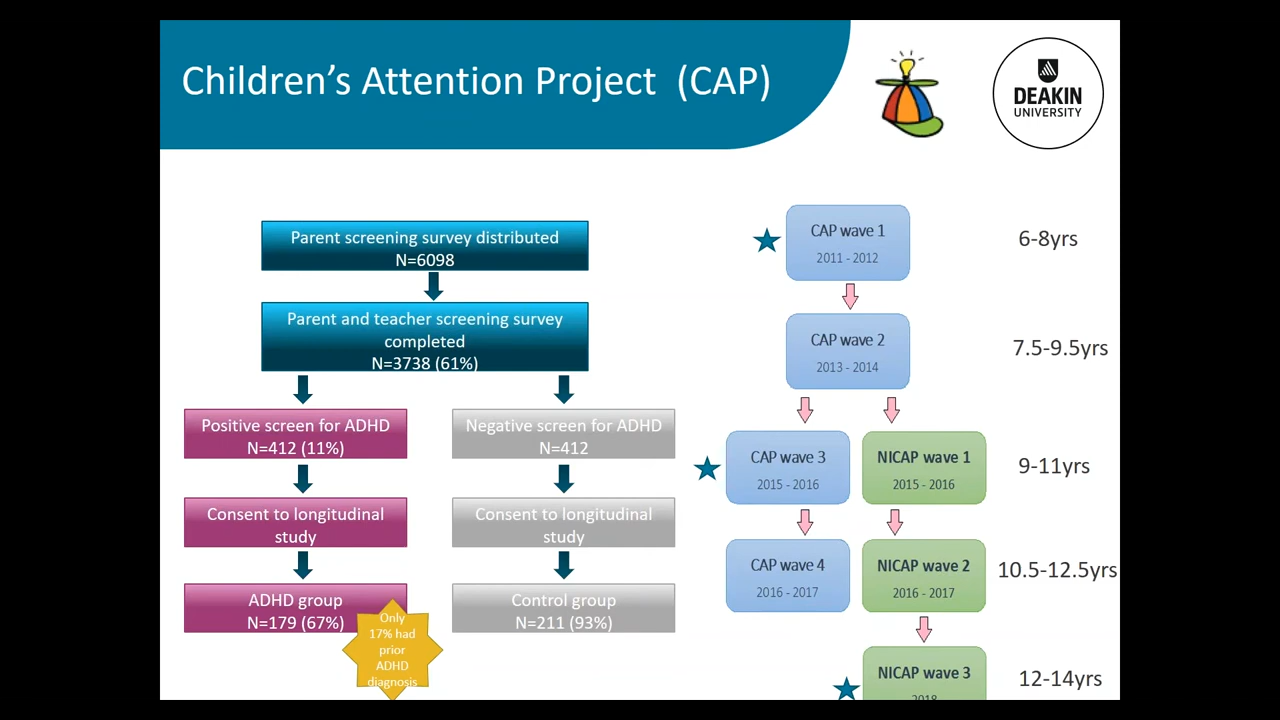 Children's Attention Project (CAP)
DEAKIN
UNIVERSITY
Parent screening survey distributed
N=6098
Parent and teacher screening survey
completed
N=3738 (61%)
Positive screen for ADHD
N=412 (11%)
Negative screen for ADHD
N=412
Consent to longitudinal
study
Consent to longitudinal
study
ADHD group
N=179 (67%)
Control group
N=211 (93%)
Only
17% had
prior
ADHD
diagnosis
CAP wave 1
2011 - 2012
6-8yrs
CAP wave 2
2013 - 2014
7.5-9.5yrs
CAP wave 3
2015 - 2016
NICAP wave 1
2015 - 2016
9-11yrs
CAP wave 4
2016 - 2017
NICAP wave 2
2016 - 2017
10.5-12.5yrs
NICAP wave 3
2018
12-14yrs